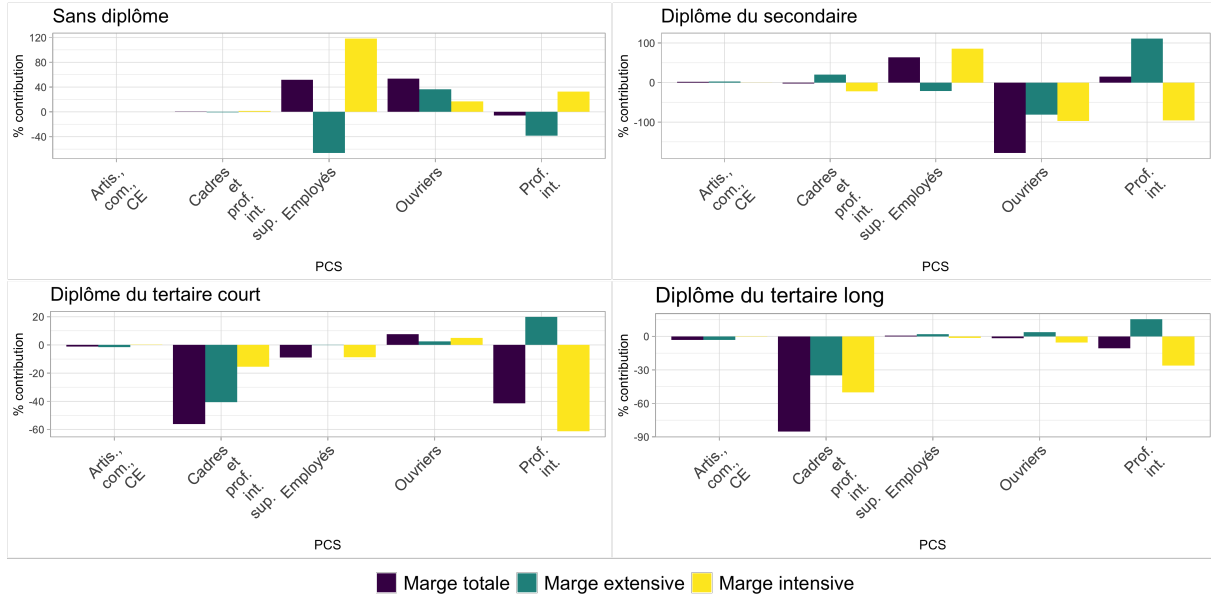 Sans diplôme
% contribution
120
80
40
0
-40
Artis.,
com.,
CE
Cadres
et
prof.
int.
sup.
Employés
Ouvriers
Prof.
int.
PCS
Diplôme du secondaire
% contribution
100
0
-100
Artis.,
com.,
CE
Cadres
et
prof.
int.
sup.
Employés
Ouvriers
Prof.
int.
PCS
Diplôme du tertaire court
% contribution
20
0
-20
-40
-60
Artis.,
com.,
CE
Cadres
et
prof.
int.
sup.
Employés
Ouvriers
Prof.
int.
PCS
Diplôme du tertaire long
% contribution
0
-30
-60
-90
Artis.,
com.,
CE
Cadres
et
prof.
int.
sup.
Employés
Ouvriers
Prof.
int.
PCS
Marge totale Marge extensive Marge intensive